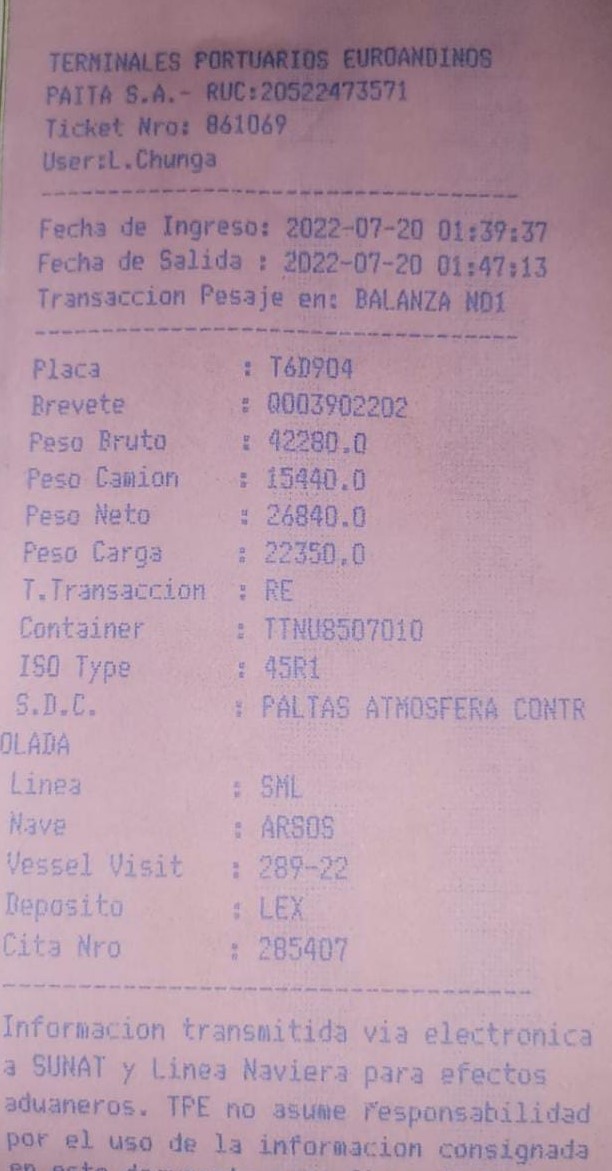 TERMINALES PORTUARIOS EUROANDINOS
PAITA S.A.- RUC:20522473571
Ticket Nro: 861069
User:L.Chunga
Fecha de Ingreso: 2022-07-20 01:39:37
Fecha de Salida : 2022-07-20 01:47:13
Transaccion Pesaje en: BALANZA NO1
Placa : T6D904
Brevete : Q003902202
Peso Bruto : 42280.0
Peso Camion : 15440.0
Peso Neto : 26840.0
Peso Carga : 22350.0
T.Transaccion : RE
Container : TTNU8507010
ISO Type : 45R1
S.D.C. : PALTAS ATMOSFERA CONTR
OLADA
Linea : SML
Nave : ARSOS
Vessel Visit : 289-22
Deposito : LEX
Cita Nro : 285407
Informacion transmitida via electronica
a SUNAT y Linea Naviera para efectos
aduaneros. TPE no asume responsabilidad
por el uso de la informacion consignada
en este